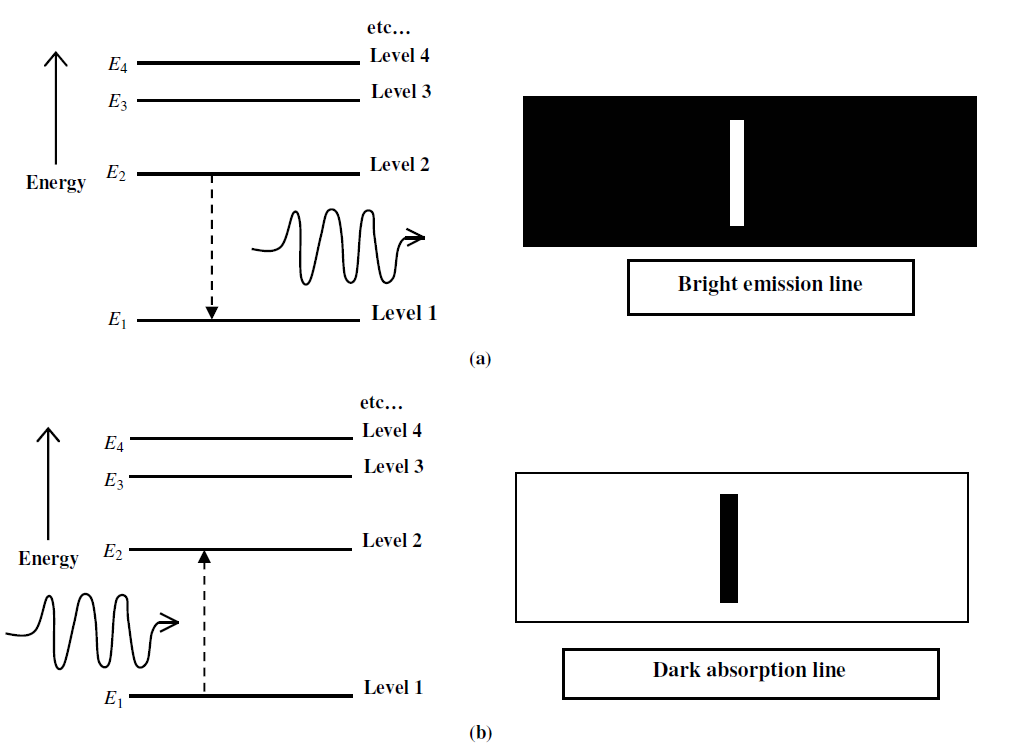 etc…
Level 4
E4
Level 3
E3
Level 2
E2
Energy
Bright emission line
Level 1
E1
(a)
etc…
Level 4
E4
Level 3
E3
Level 2
E2
Energy
Dark absorption line
Level 1
E1
(b)